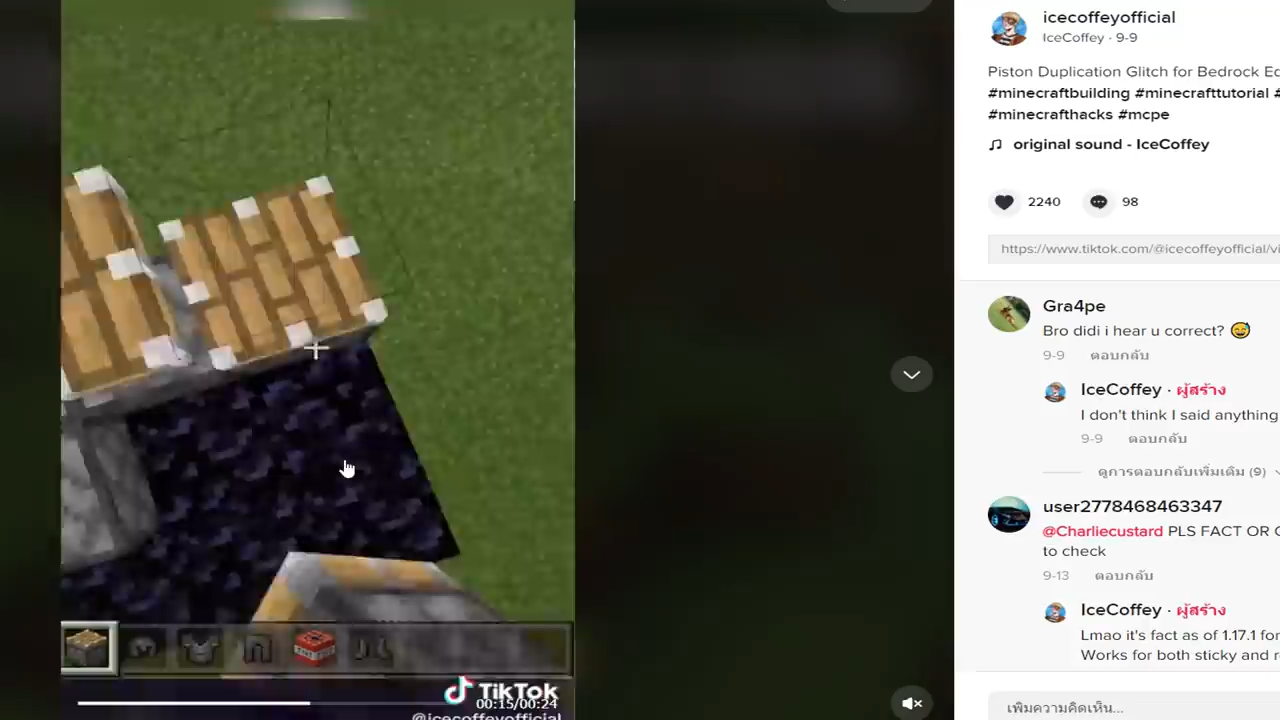 icecoffeyofficial
IceCoffey · 9-9
Piston Duplication Glitch for Bedrock Ed
#minecraftbuilding #minecrafttutorial #
#minecrafthacks #mcpe
original sound - IceCoffey
2240
98
https://www.tiktok.com/@icecoffeyofficial/vi
Gra4pe
Bro didi i hear u correct? 😅
9-9 ตอบกลับ
IceCoffey · ผู้สร้าง
I don't think I said anything
9-9 ตอบกลับ
ดูการตอบกลับเพิ่มเติม (9)
user2778468463347
@Charliecustard PLS FACT OR C
to check
9-13 ตอบกลับ
IceCoffey · ผู้สร้าง
Lmao it's fact as of 1.17.1 for
Works for both sticky and r
เพิ่มความคิดเห็น...
TikTok
00:15/00:24
@icecoffeyofficial